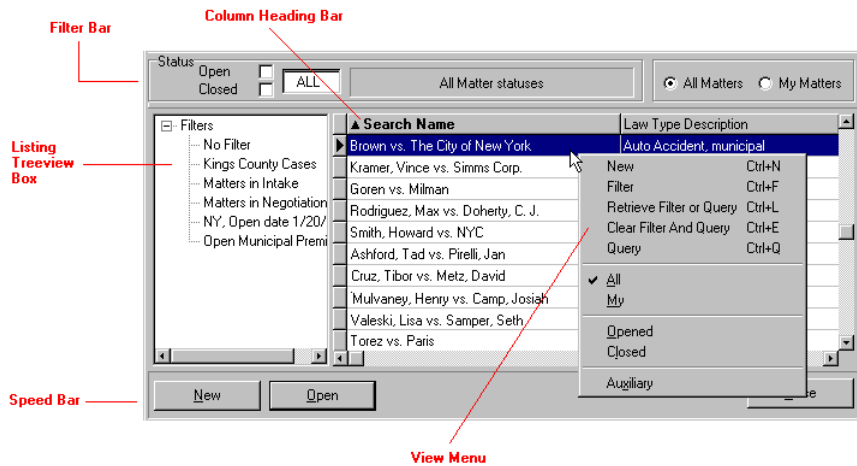 Column Heading Bar
Filter Bar
Status
Open
Closed
ALL
All Matter statuses
All Matters
My Matters
Listing
Treeview
Box
Filters
No Filter
Kings County Cases
Matters in Intake
Matters in Negotiation
NY, Open date 1/20/
Open Municipal Premi
Search Name
Law Type Description
Brown vs. The City of New York
Auto Accident, municipal
Kramer, Vince vs. Simms Corp.
Goren vs. Milman
Rodriguez, Max vs. Doherty, C. J.
Smith, Howard vs. NYC
Ashford, Tad vs. Pirelli, Jan
Cruz, Tibor vs. Metz, David
'Mulvaney, Henry vs. Camp, Josiah
Valeski, Lisa vs. Samper, Seth
Torez vs. Paris
New Ctrl+N
Filter Ctrl+F
Retrieve Filter or Query Ctrl+L
Clear Filter And Query Ctrl+E
Query Ctrl+Q
All
My
Opened
Closed
Auxiliary
Speed Bar
New
Open
View Menu